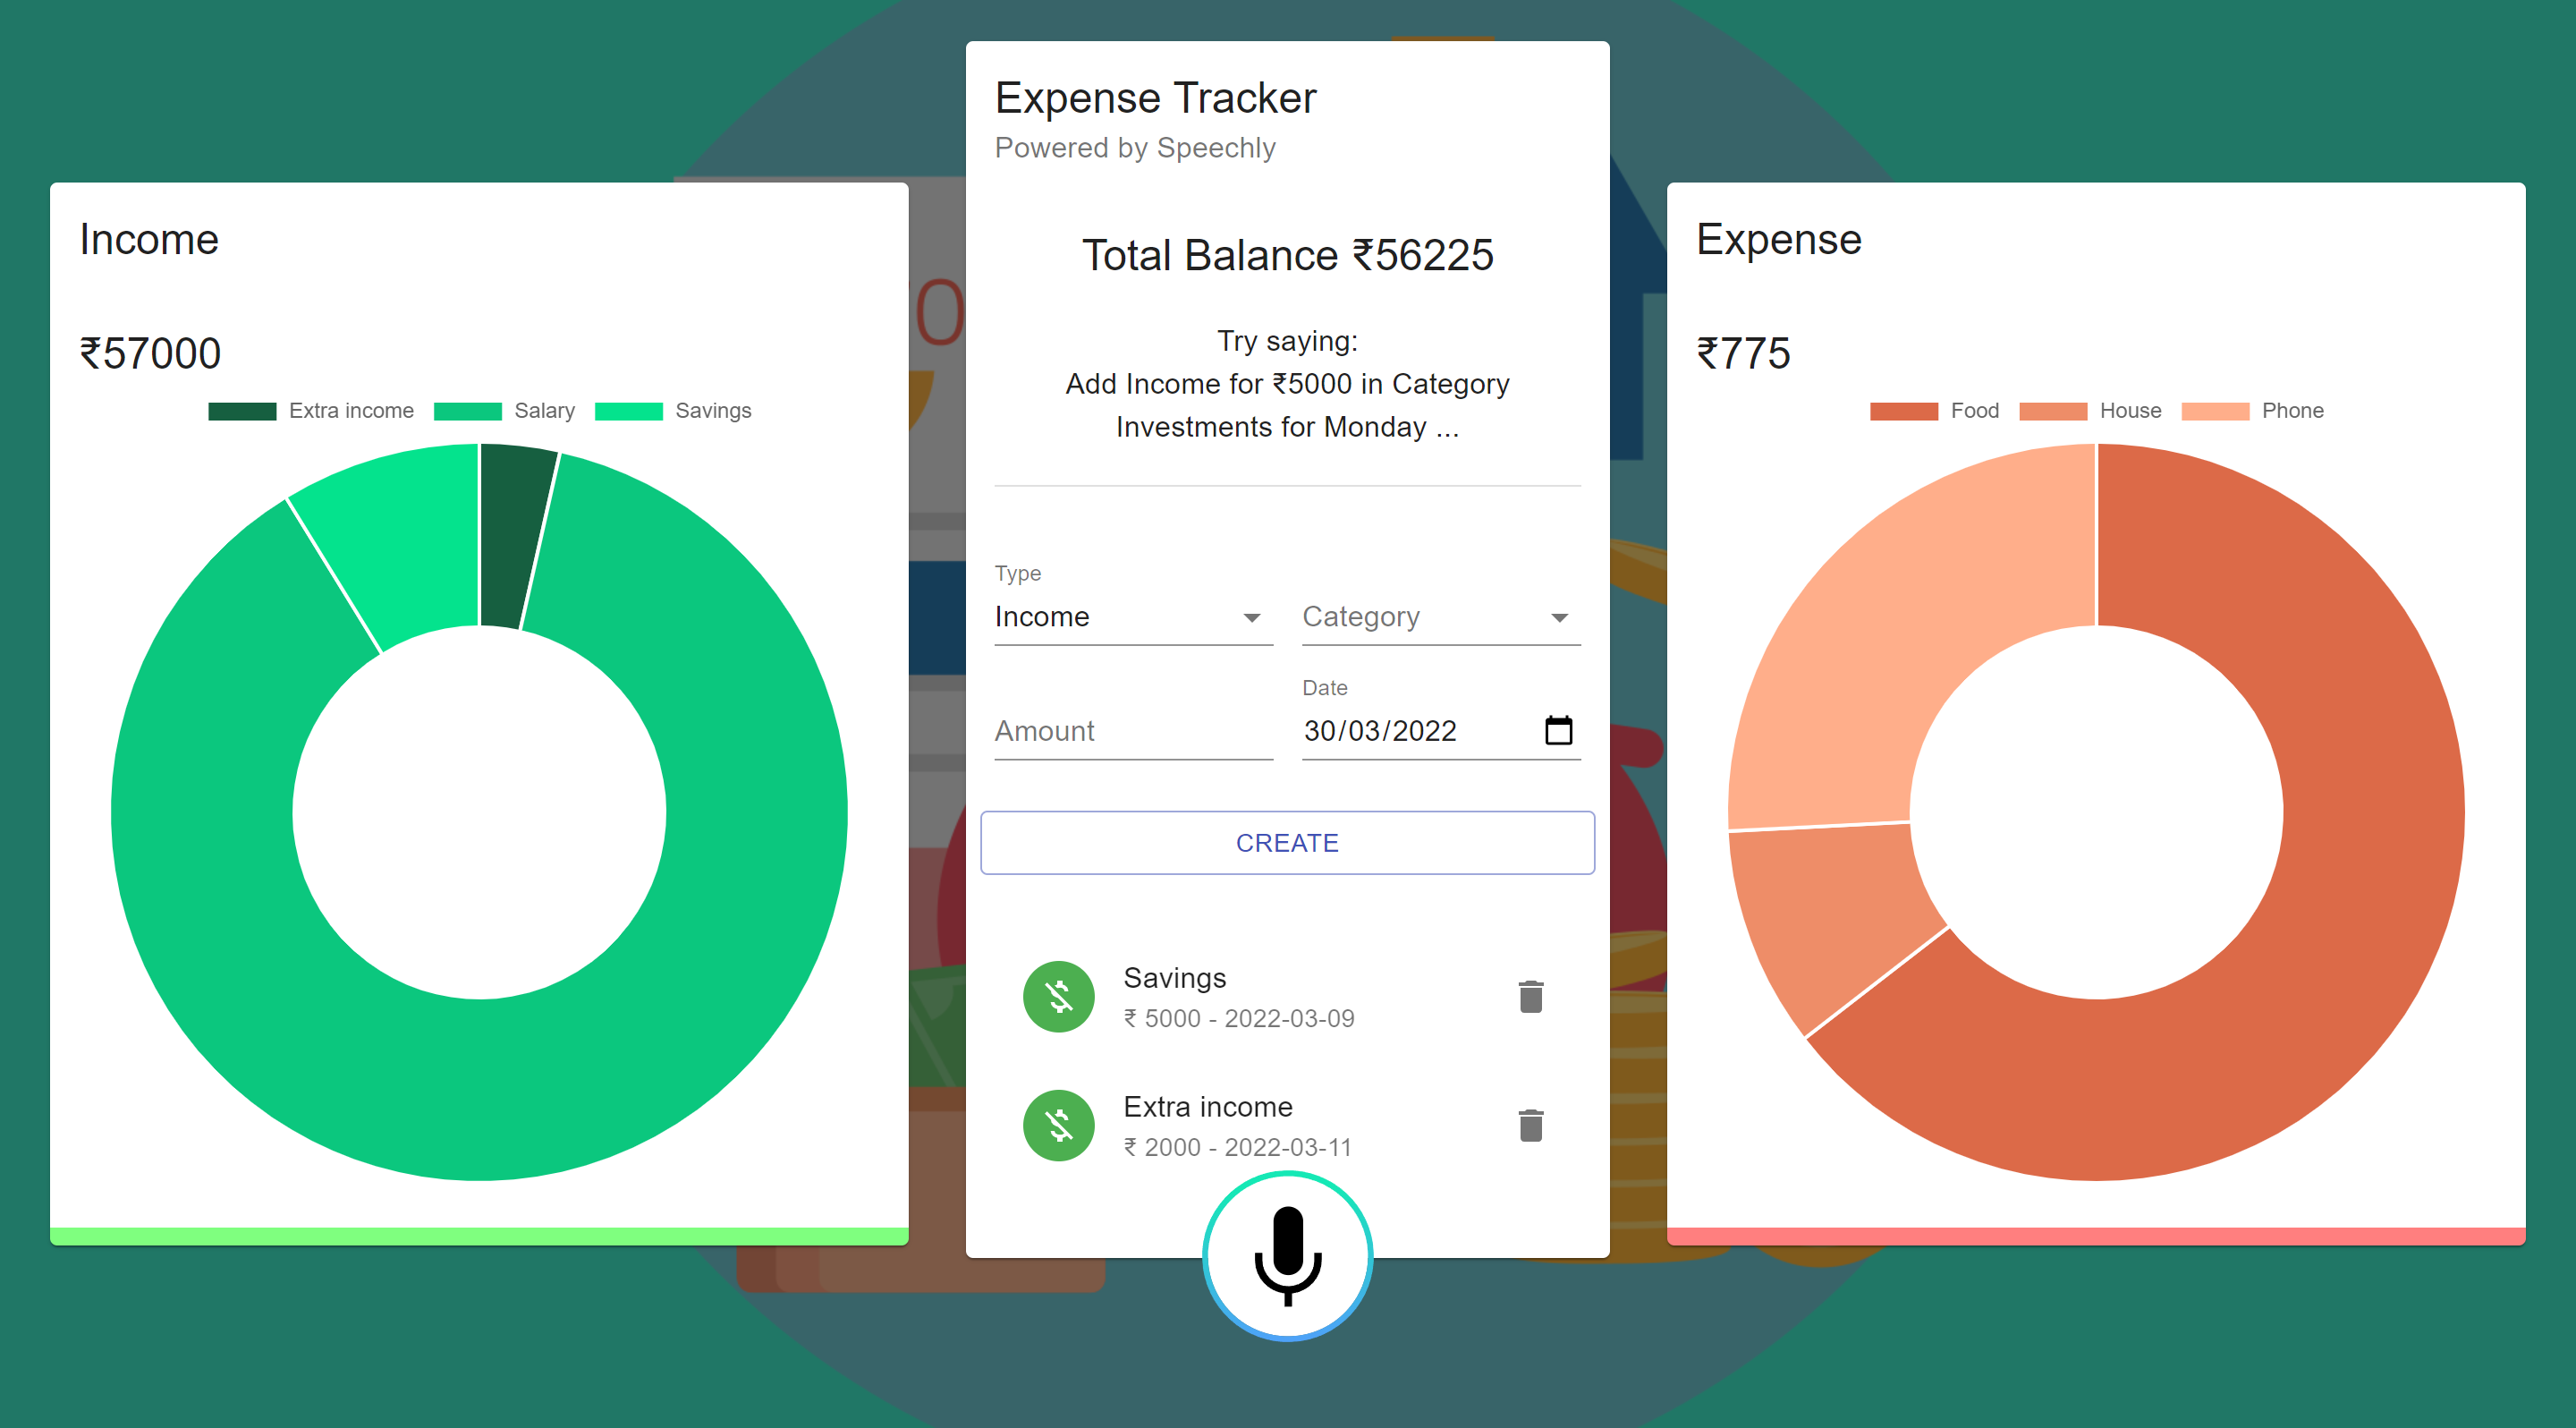 Income
₹57000
Extra income Salary Savings
Expense Tracker
Powered by Speechly
Total Balance ₹56225
Try saying:
Add Income for ₹5000 in Category
Investments for Monday ...
Type
Income
Category
Amount
Date
30/03/2022
CREATE
Savings
₹ 5000 - 2022-03-09
Extra income
₹ 2000 - 2022-03-11
Expense
₹775
Food House Phone